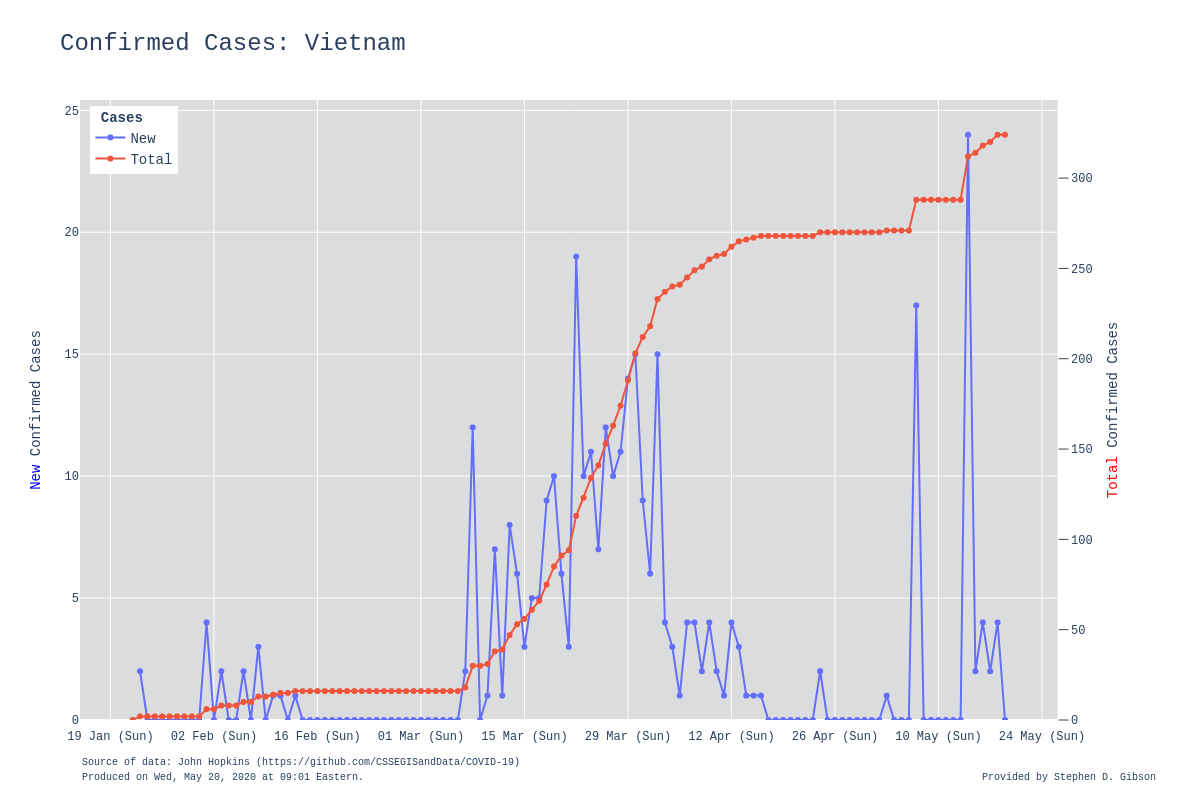 Confirmed Cases: Vietnam
Cases
New
Total
25
20
15
10
5
0
New Confirmed Cases
300
250
200
150
100
50
0
Total Confirmed Cases
19 Jan (Sun) 02 Feb (Sun) 16 Feb (Sun) 01 Mar (Sun) 15 Mar (Sun) 29 Mar (Sun) 12 Apr (Sun) 26 Apr (Sun) 10 May (Sun) 24 May (Sun)
Source of data: John Hopkins (https://github.com/CSSEGISandData/COVID-19)
Produced on Wed, May 20, 2020 at 09:01 Eastern.
Provided by Stephen D. Gibson